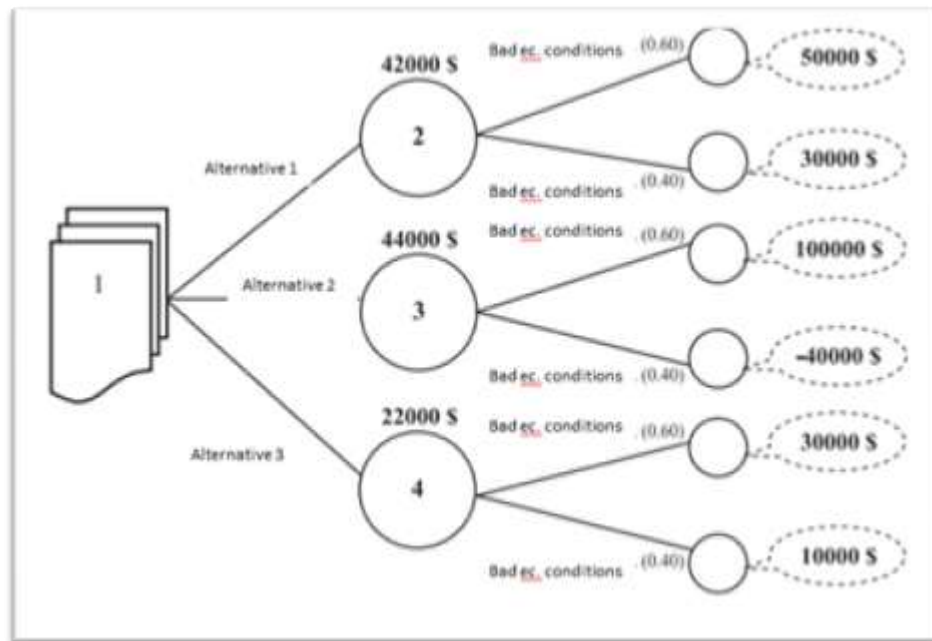 Bad ec. conditions (0.60)
50000 $
42000 $
2
Alternative 1
30000 $
Bad ec. conditions .(0.40)
Bad ec. conditions .(0.60)
44000 $
100000 $
1
Alternative 2
3
-40000 $
Bad ec. conditions .(0.40)
22000 $
Bad ec. conditions .(0.60)
30000 $
Alternative 3
4
10000 $
Bad ec. conditions .(0.40)